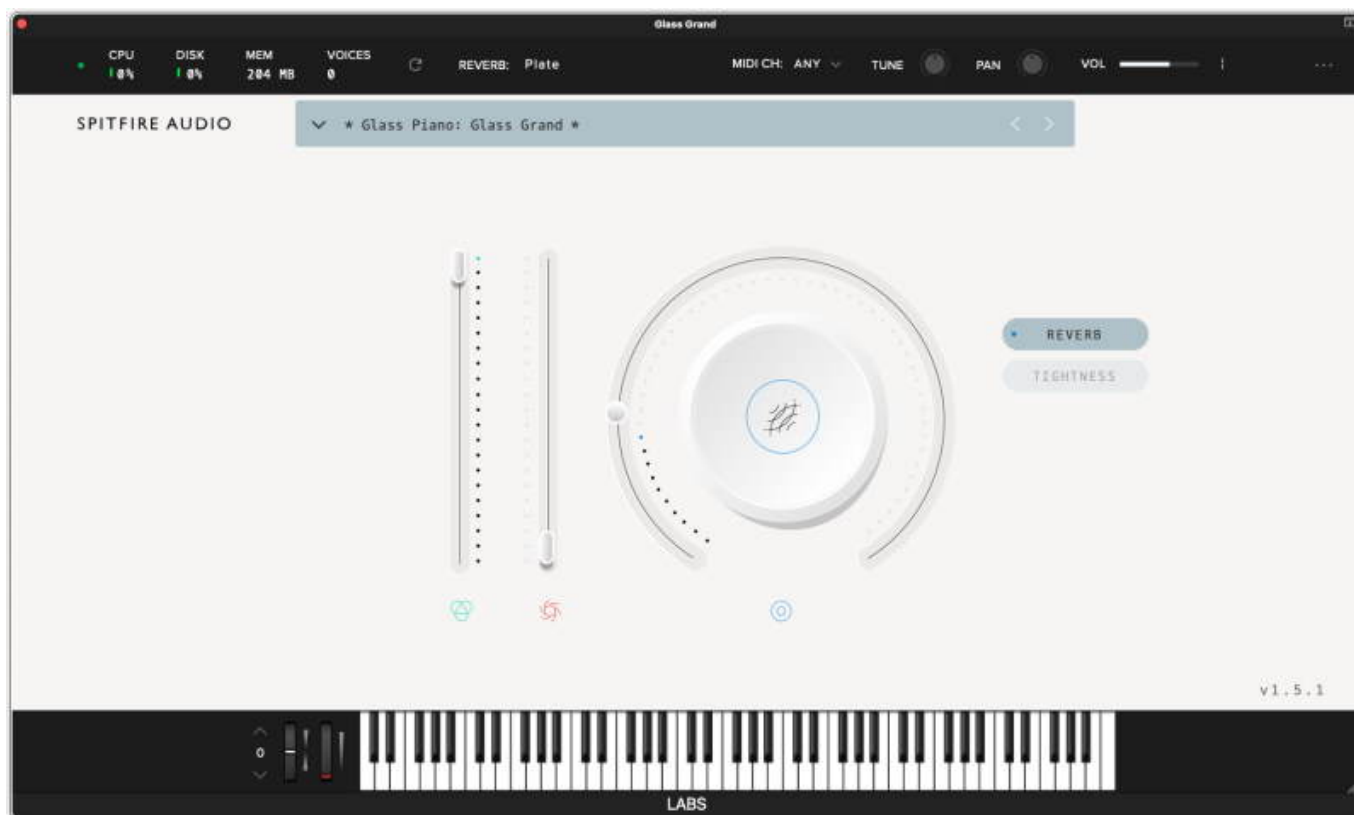 Glass Grand
CPU DISK MEM VOICES
0% 0% 204 MB 0
REVERB: Plate MIDI CH: ANY TUNE PAN VOL
SPITFIRE AUDIO
* Glass Piano: Glass Grand *
REVERB
TIGHTNESS
v1.5.1
0
LABS